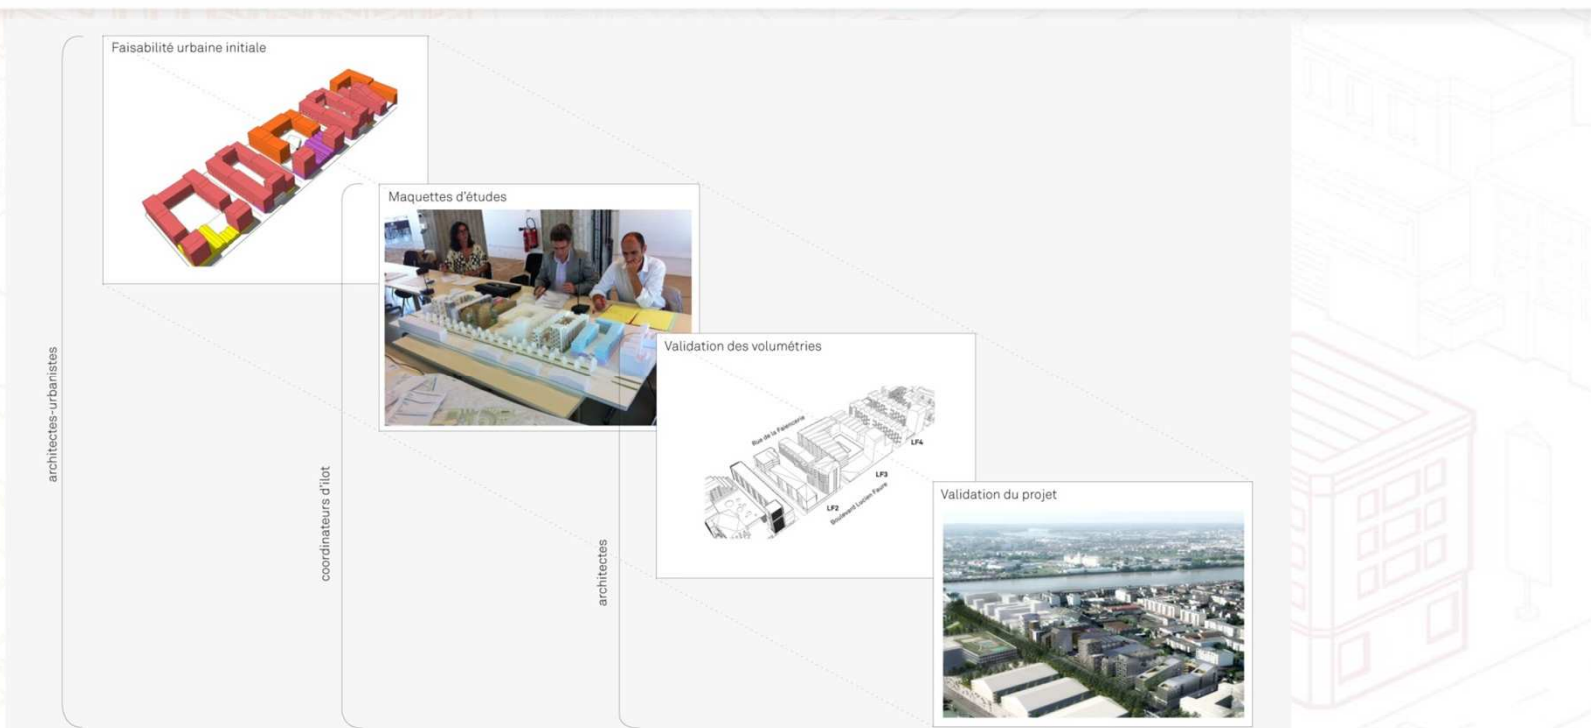 Faisabilité urbaine initiale
Maquettes d'études
Validation des volumétries
Rue de la Faïencerie
LF4
LF3
LF2
Boulevard Lucien Faure
Validation du projet
architectes-urbanistes
coordinateurs d'ilot
architectes